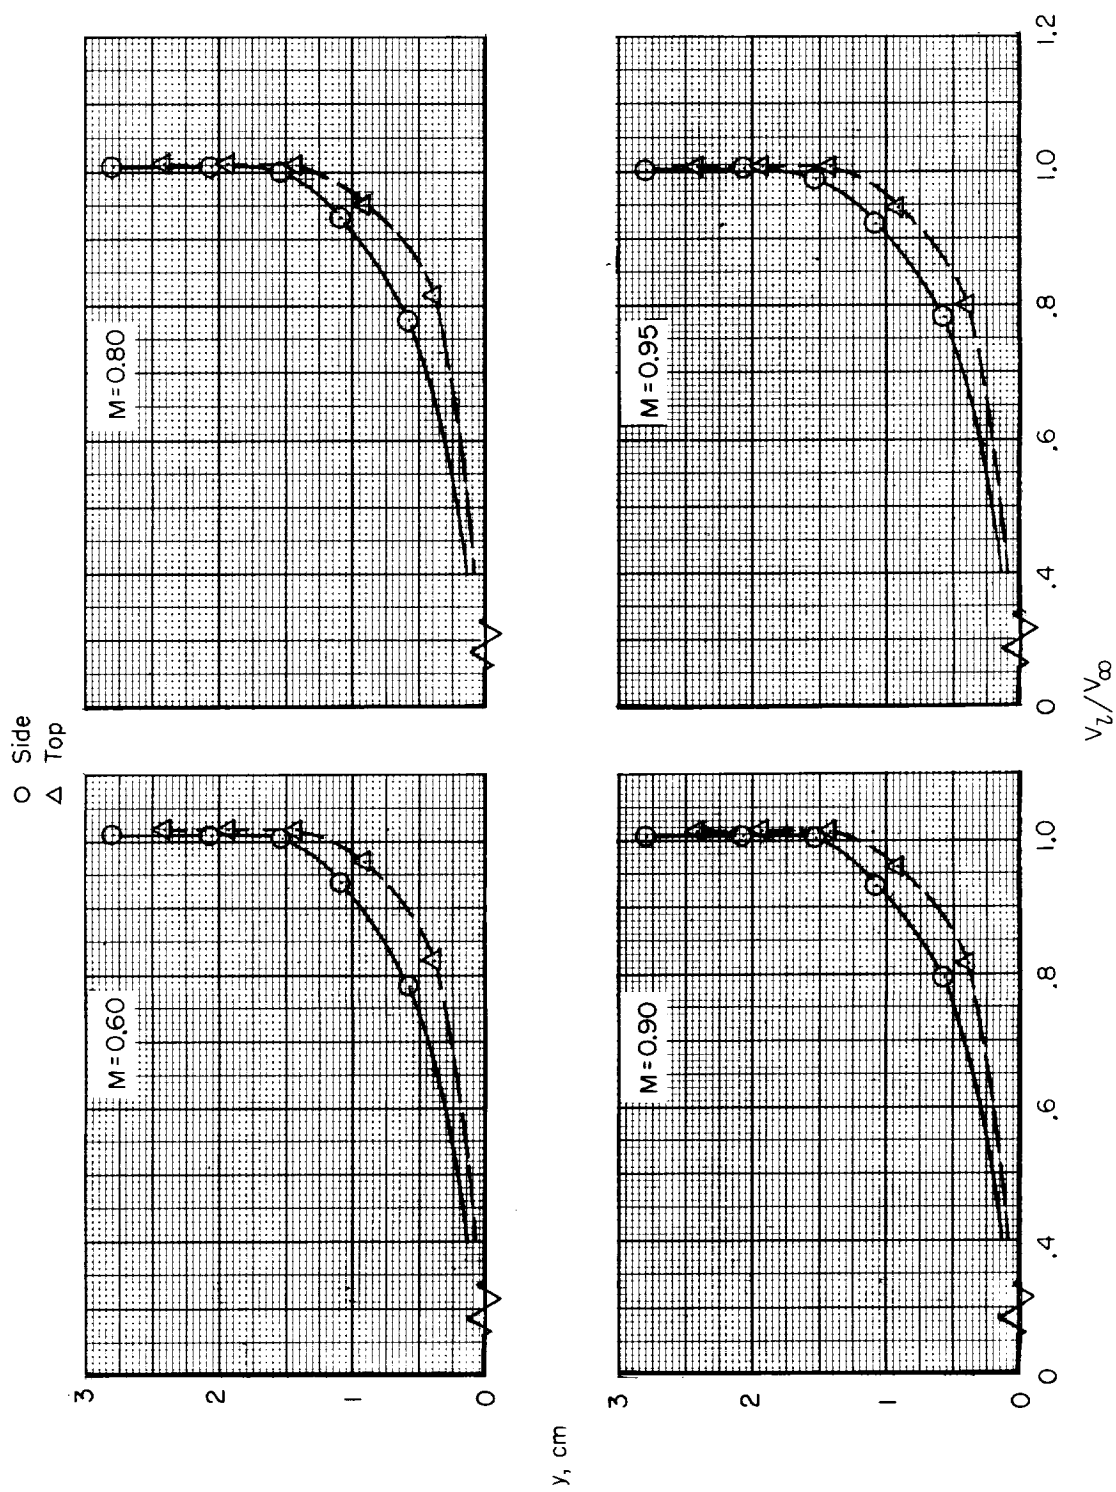 O Side
△ Top
M = 0.60
M = 0.80
3
2
1
0
y, cm
M = 0.90
M = 0.95
3
2
1
0
0 .4 .6 .8 1.0
0 .4 .6 .8 1.0 1.2
V_l/V_∞